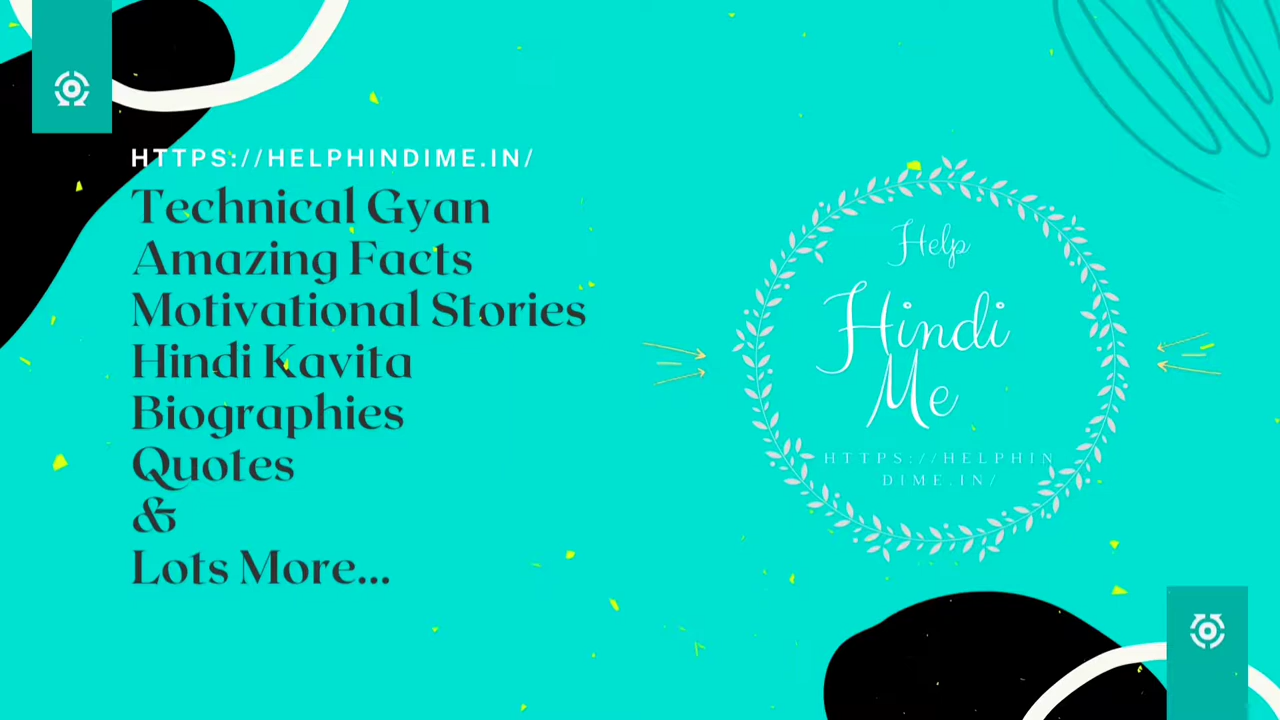 HTTPS://HELPHINDIME.IN/
Technical Gyan
Amazing Facts
Motivational Stories
Hindi Kavita
Biographies
Quotes
&
Lots More...
Help
Hindi
Me
HTTPS://HELPHIN
DIME.IN/